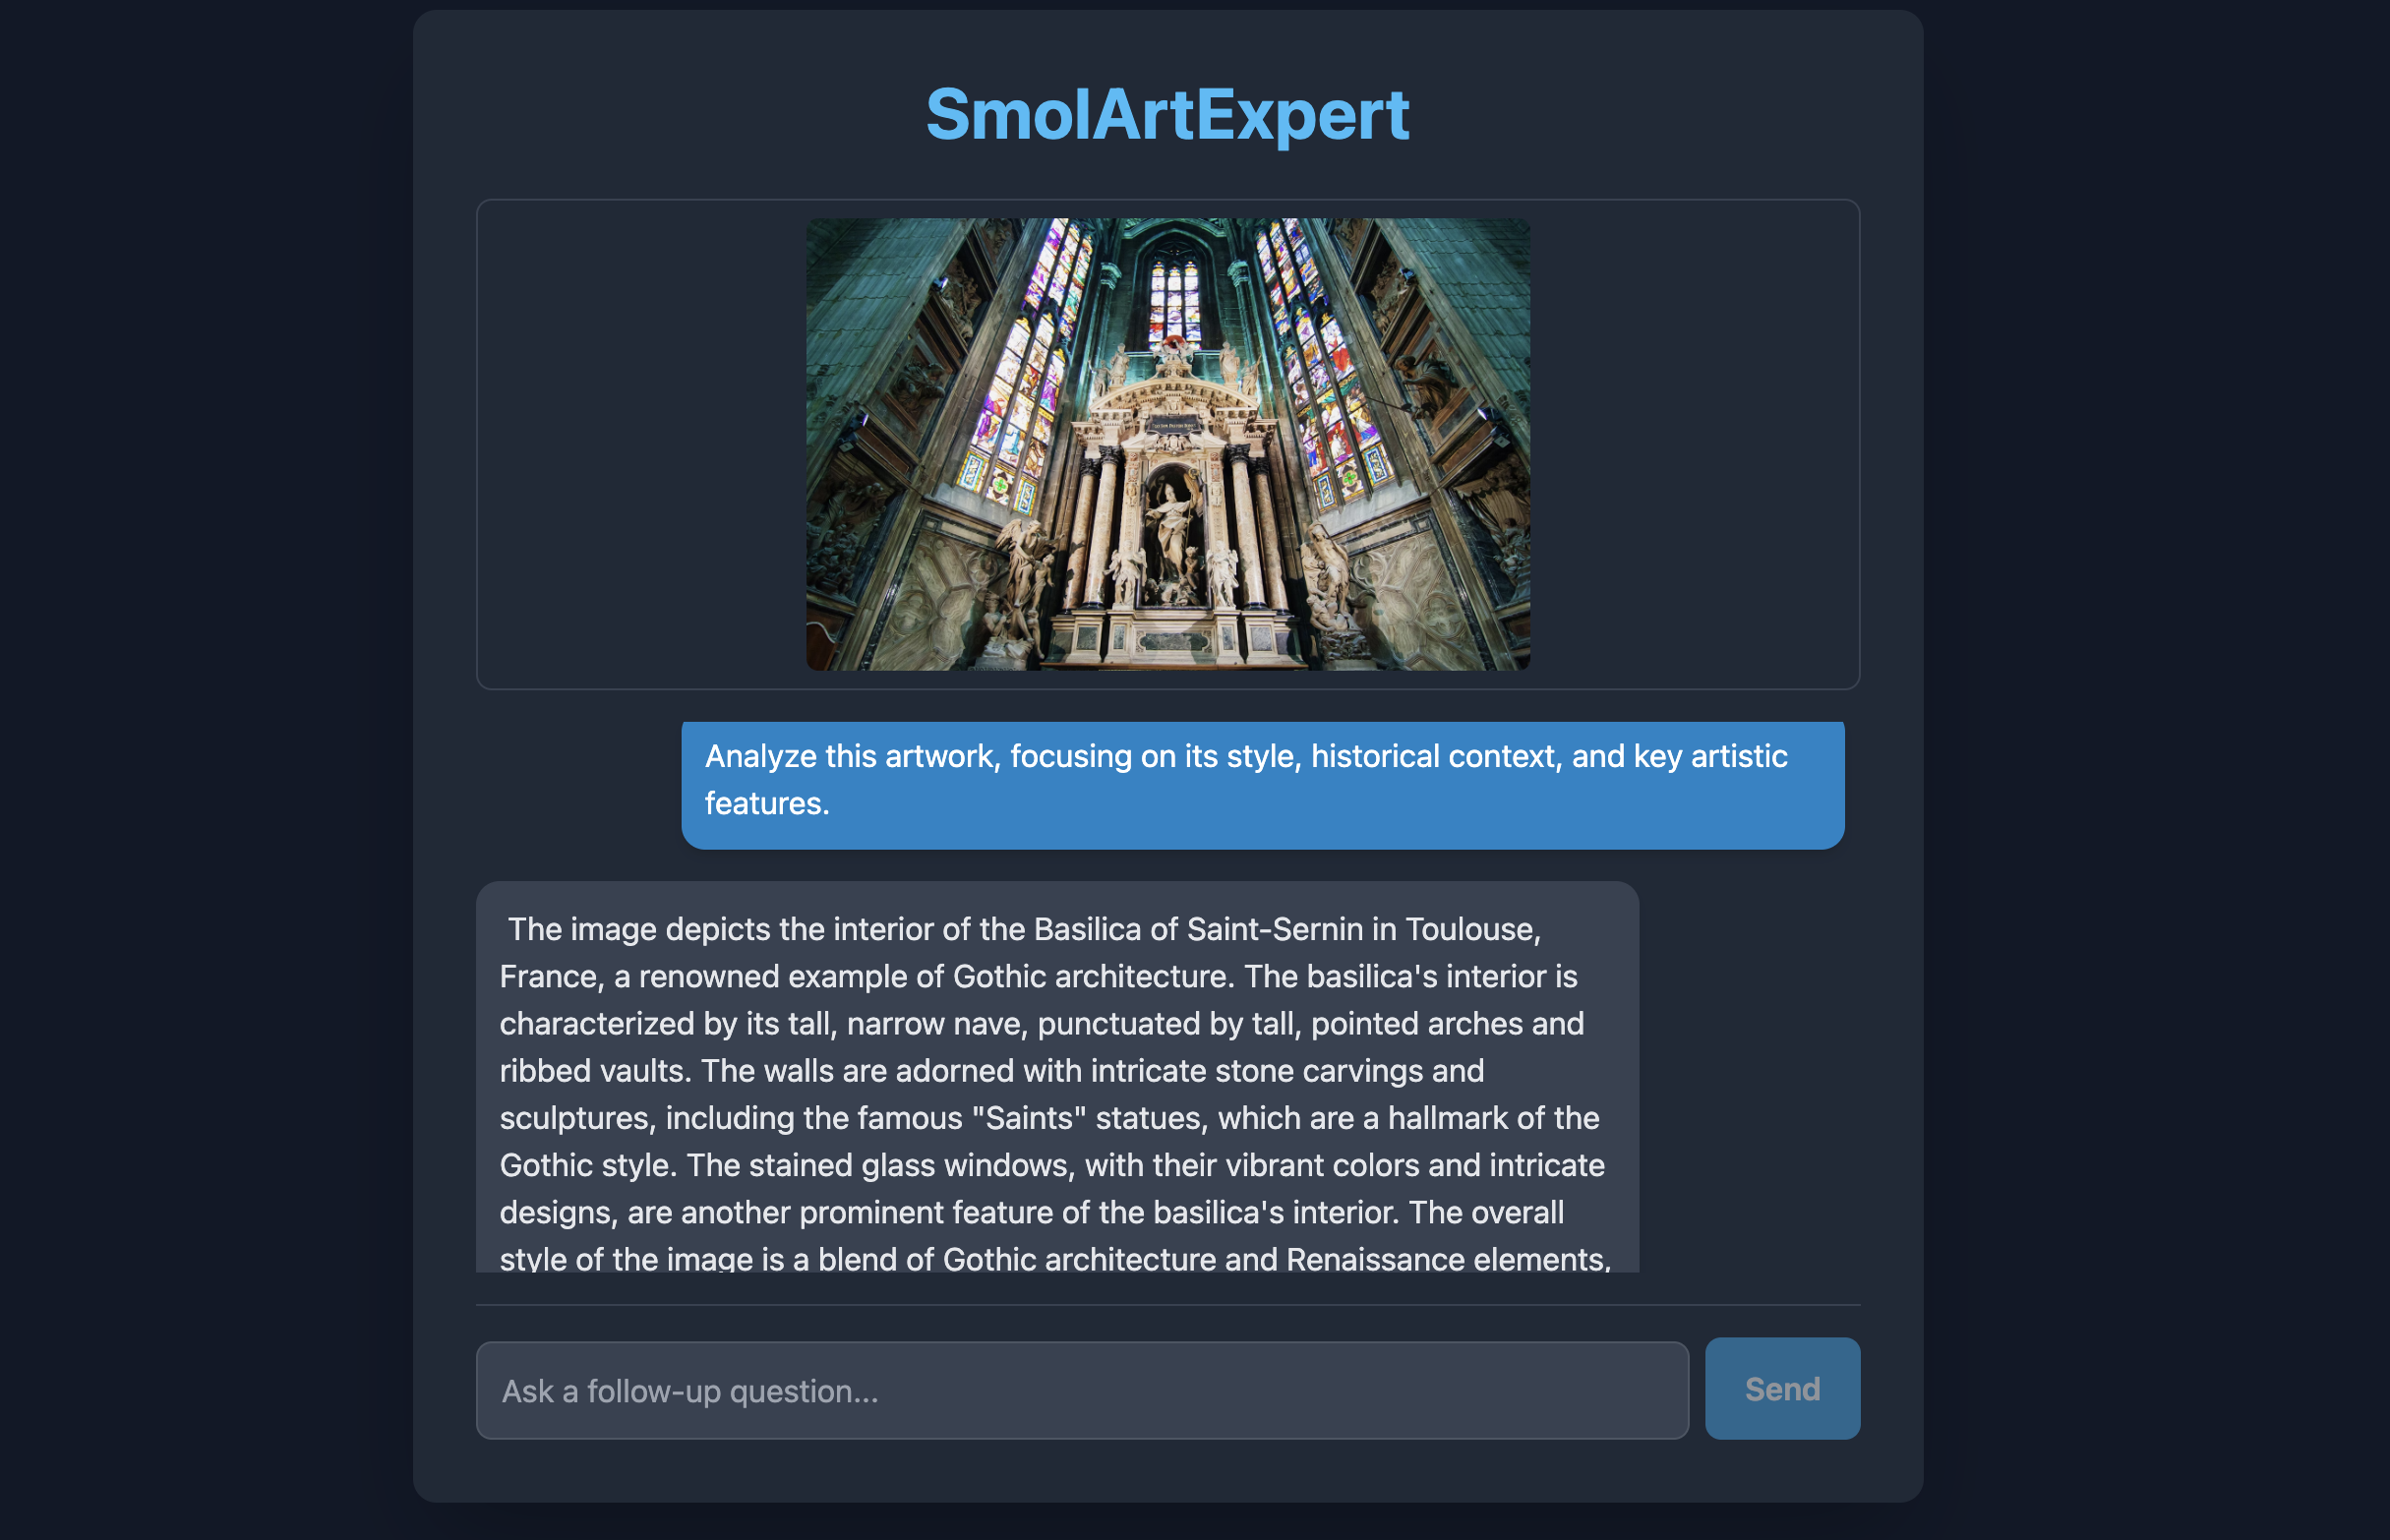 SmolArtExpert
Analyze this artwork, focusing on its style, historical context, and key artistic
features.
The image depicts the interior of the Basilica of Saint-Sernin in Toulouse,
France, a renowned example of Gothic architecture. The basilica's interior is
characterized by its tall, narrow nave, punctuated by tall, pointed arches and
ribbed vaults. The walls are adorned with intricate stone carvings and
sculptures, including the famous "Saints" statues, which are a hallmark of the
Gothic style. The stained glass windows, with their vibrant colors and intricate
designs, are another prominent feature of the basilica's interior. The overall
style of the image is a blend of Gothic architecture and Renaissance elements,
Ask a follow-up question...
Send